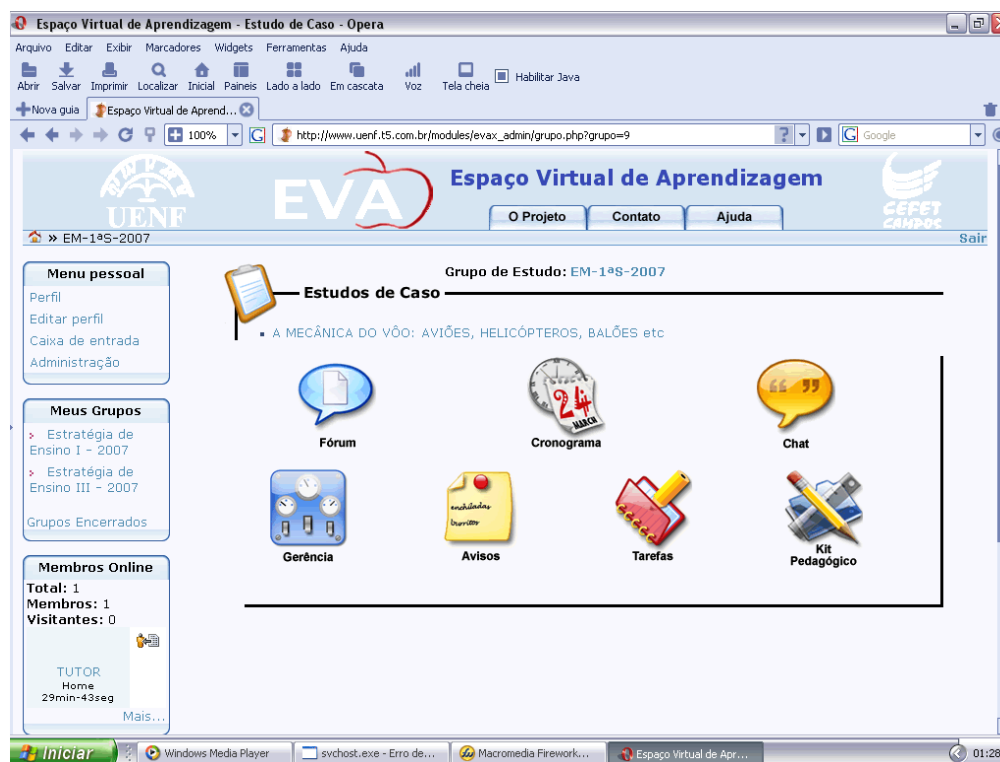 Espaço Virtual de Aprendizagem - Estudo de Caso - Opera
Arquivo Editar Exibir Marcadores Widgets Ferramentas Ajuda
Abrir Salvar Imprimir Localizar Inicial Paineis Lado a lado Em cascata Voz Tela cheia Habilitar Java
Nova guia Espaço Virtual de Aprend...
100% G http://www.uenf.t5.com.br/modules/evax_admin/grupo.php?grupo=9 ? G Google
UENF
EVA
Espaço Virtual de Aprendizagem
O Projeto Contato Ajuda
CEFET
CAMPOS
» EM-1ªS-2007 Sair
Menu pessoal
Perfil
Editar perfil
Caixa de entrada
Administração
Meus Grupos
Estratégia de
Ensino I - 2007
Estratégia de
Ensino III - 2007
Grupos Encerrados
Membros Online
Total: 1
Membros: 1
Visitantes: 0
TUTOR
Home
29min-43seg
Mais...
Grupo de Estudo: EM-1ªS-2007
Estudos de Caso
A MECÂNICA DO VÔO: AVIÕES, HELICÓPTEROS, BALÕES etc
24
MARCH
Fórum Cronograma Chat
enchiladas
burritos
Gerência Avisos Tarefas Kit
Pedagógico
Iniciar Windows Media Player svchost.exe - Erro de... Macromedia Firework... Espaço Virtual de Apr... 01:28